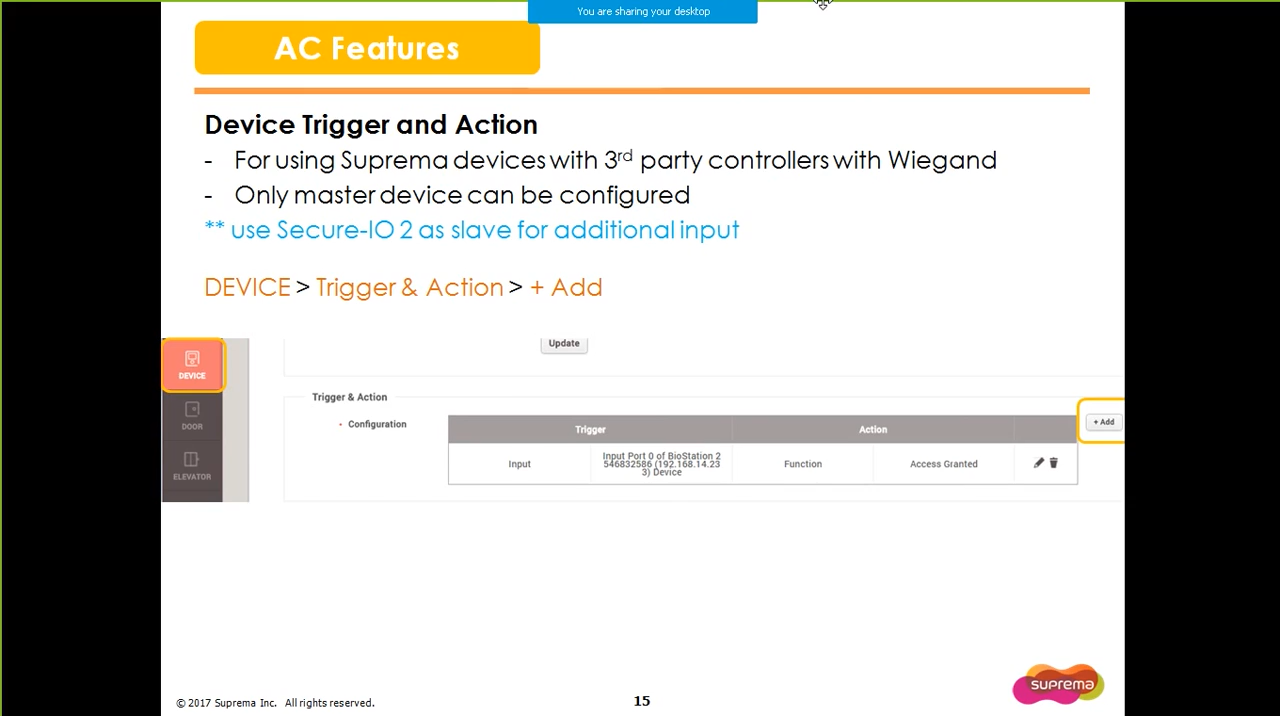 You are sharing your desktop
AC Features
Device Trigger and Action
- For using Suprema devices with 3rd party controllers with Wiegand
- Only master device can be configured
** use Secure-IO 2 as slave for additional input
DEVICE > Trigger & Action > + Add
Update
DEVICE
Trigger & Action
+ Add
• Configuration
Trigger
Action
DOOR
Input
Input Port 0 of BioStation 2
546832586 (192.168.14.23
3) Device
Function
Access Granted
ELEVATOR
suprema
© 2017 Suprema Inc. All rights reserved.
15